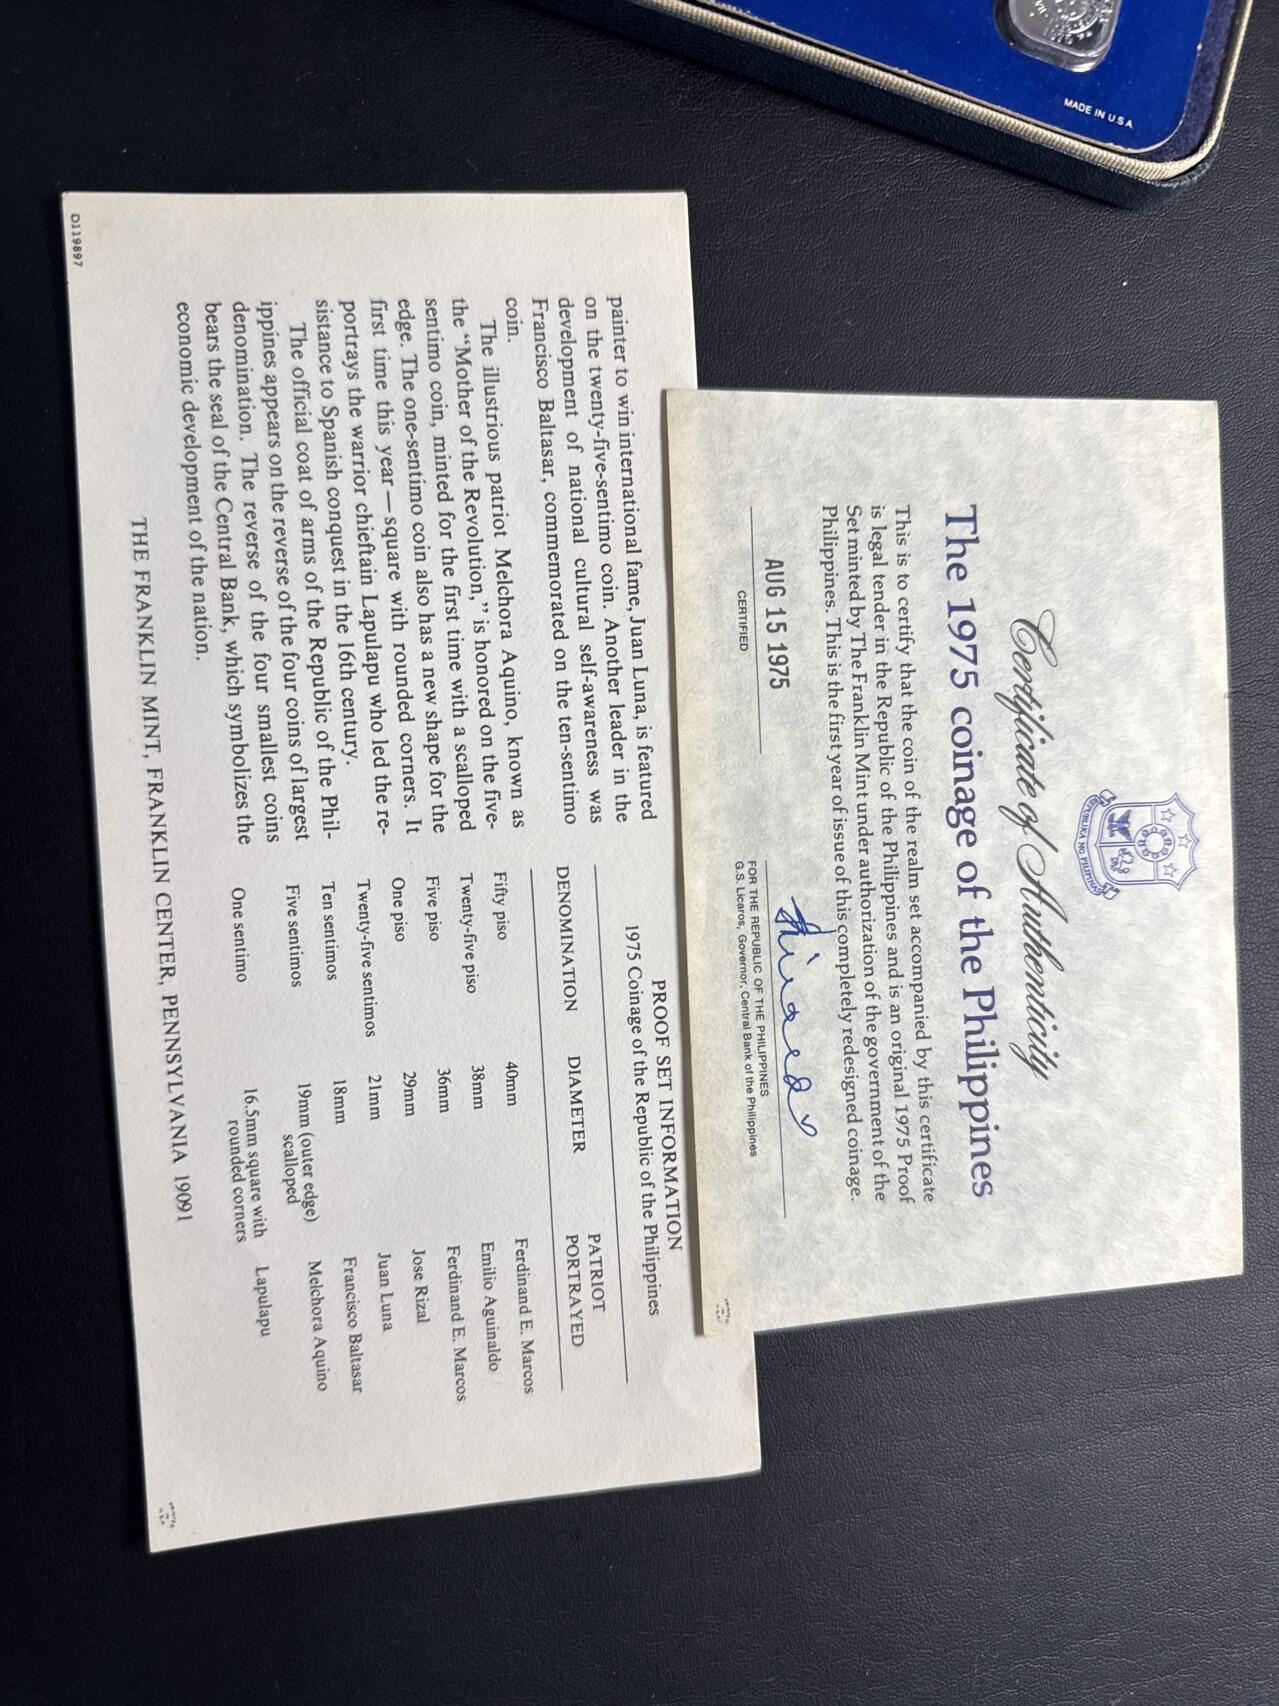 MADE IN U S A
REPUBLIKA NG PILIPINAS
Certificate of Authenticity
The 1975 coinage of the Philippines
This is to certify that the coin of the realm set accompanied by this certificate
is legal tender in the Republic of the Philippines and is an original 1975 Proof
Set minted by The Franklin Mint under authorization of the government of the
Philippines. This is the first year of issue of this completely redesigned coinage.
AUG 15 1975
CERTIFIED
FOR THE REPUBLIC OF THE PHILIPPINES
G.S. Licaros, Governor, Central Bank of the Philippines
PRINTED
IN
U.S.A.
painter to win international fame, Juan Luna, is featured
on the twenty-five-sentimo coin. Another leader in the
development of national cultural self-awareness was
Francisco Baltasar, commemorated on the ten-sentimo
coin.
The illustrious patriot Melchora Aquino, known as
the “Mother of the Revolution,” is honored on the five-
sentimo coin, minted for the first time with a scalloped
edge. The one-sentimo coin also has a new shape for the
first time this year — square with rounded corners. It
portrays the warrior chieftain Lapulapu who led the re-
sistance to Spanish conquest in the 16th century.
The official coat of arms of the Republic of the Phil-
ippines appears on the reverse of the four coins of largest
denomination. The reverse of the four smallest coins
bears the seal of the Central Bank, which symbolizes the
economic development of the nation.
PROOF SET INFORMATION
1975 Coinage of the Republic of the Philippines
DENOMINATION DIAMETER PATRIOT PORTRAYED
Fifty piso 40mm Ferdinand E. Marcos
Twenty-five piso 38mm Emilio Aguinaldo
Five piso 36mm Ferdinand E. Marcos
One piso 29mm Jose Rizal
Twenty-five sentimos 21mm Juan Luna
Ten sentimos 18mm Francisco Baltasar
Five sentimos 19mm (outer edge) scalloped Melchora Aquino
One sentimo 16.5mm square with rounded corners Lapulapu
THE FRANKLIN MINT, FRANKLIN CENTER, PENNSYLVANIA 19091
D119897
PRINTED
IN
U.S.A.